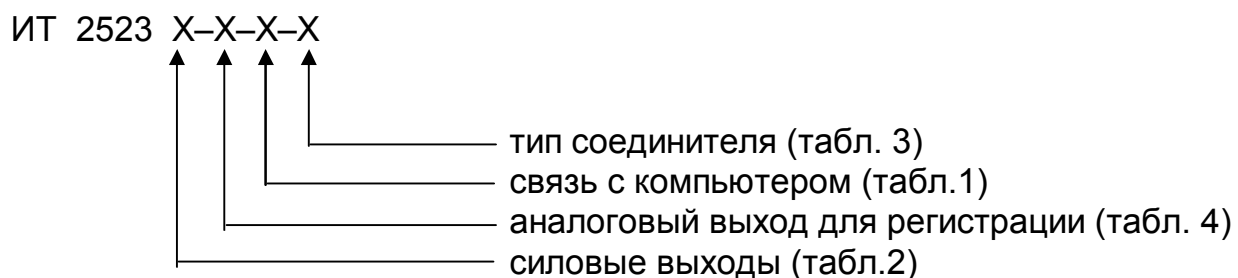 ИТ 2523 Х–Х–Х–Х
тип соединителя (табл. 3)
связь с компьютером (табл.1)
аналоговый выход для регистрации (табл. 4)
силовые выходы (табл.2)